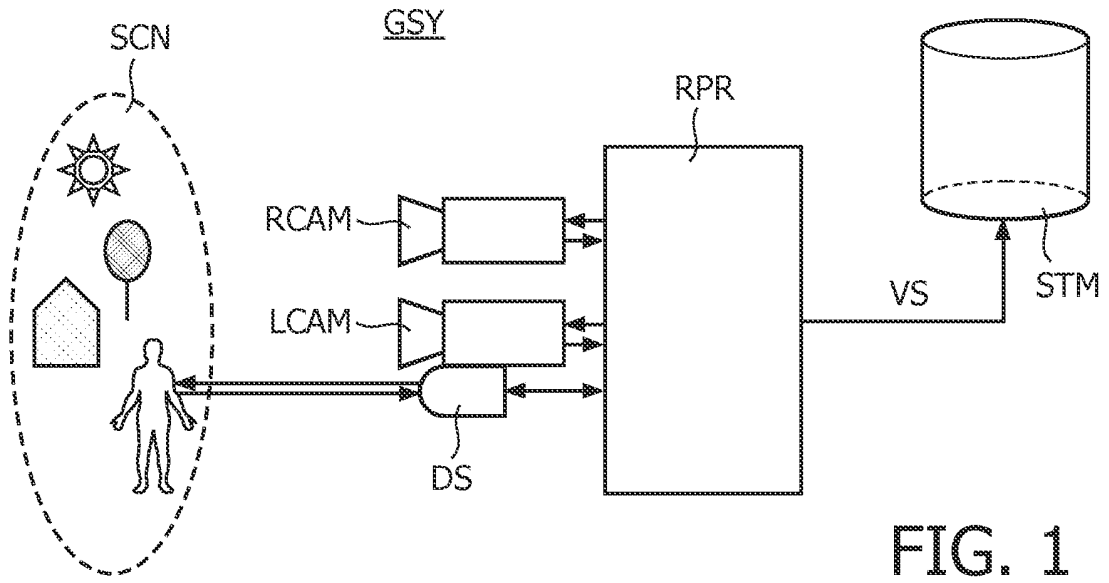 GSY
SCN
RPR
RCAM
LCAM
VS
STM
DS
FIG. 1